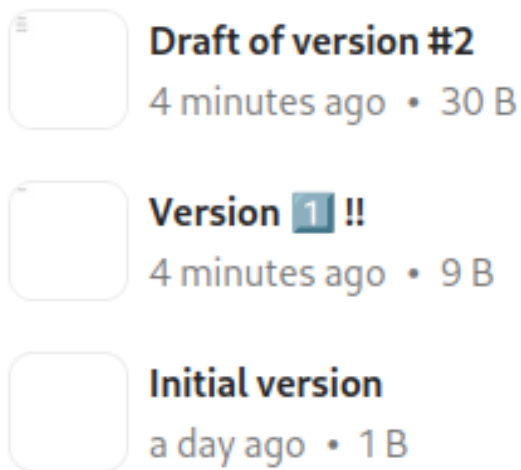 Draft of version #2
4 minutes ago • 30 B
Version 1️⃣ !!
4 minutes ago • 9 B
Initial version
a day ago • 1 B